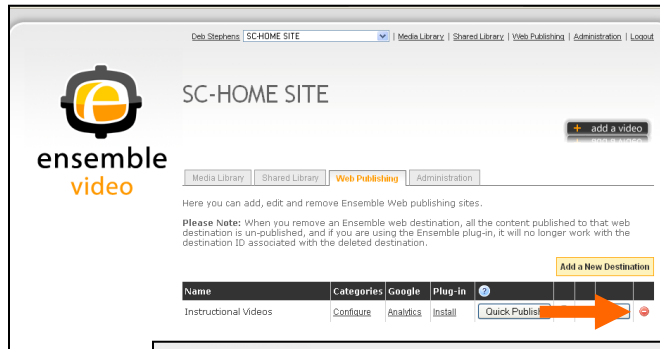 Deb Stephens SC-HOME SITE | Media Library | Shared Library | Web Publishing | Administration | Logout
SC-HOME SITE
+ add a video
ensemble
video
Media Library Shared Library Web Publishing Administration
Here you can add, edit and remove Ensemble Web publishing sites.
Please Note: When you remove an Ensemble web destination, all the content published to that web
destination is un-published, and if you are using the Ensemble plug-in, it will no longer work with the
destination ID associated with the deleted destination.
Add a New Destination
Name Categories Google Plug-in ?
Instructional Videos Configure Analytics Install Quick Publish